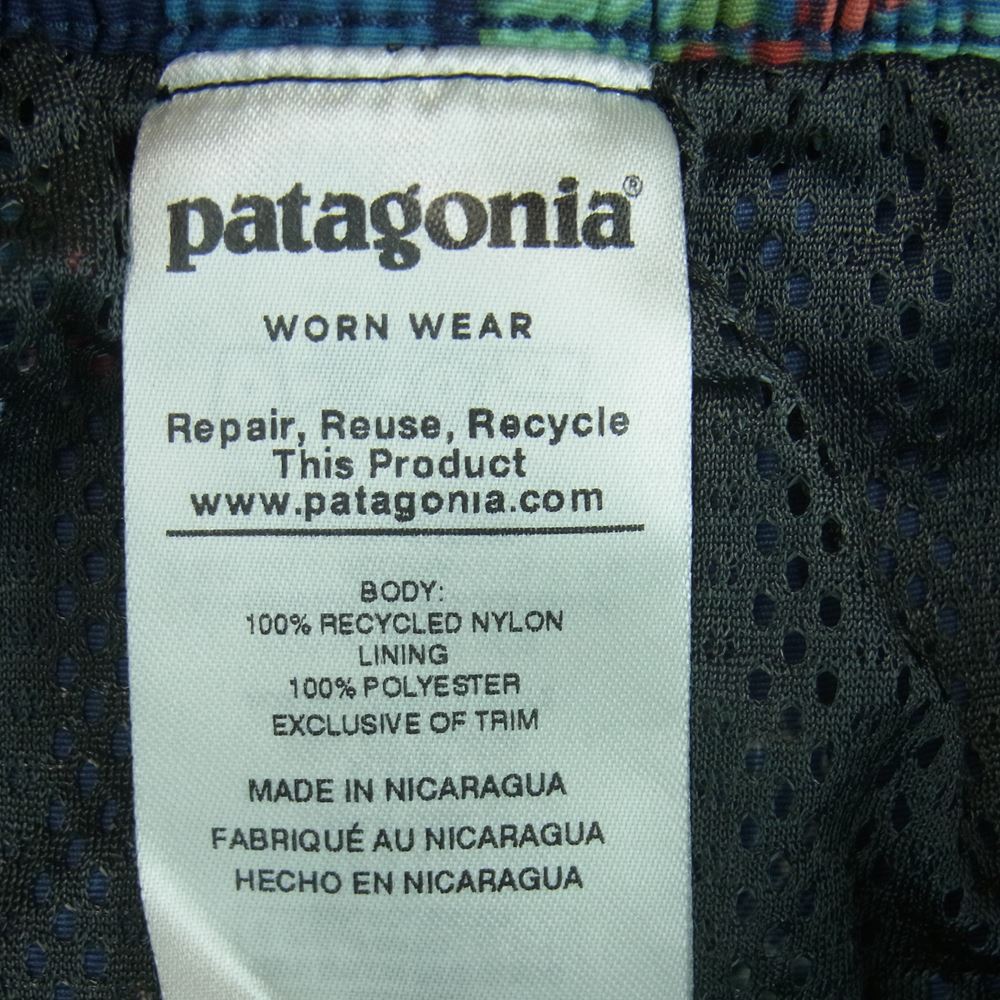 patagonia®
WORN WEAR
Repair, Reuse, Recycle
This Product
www.patagonia.com
BODY:
100% RECYCLED NYLON
LINING
100% POLYESTER
EXCLUSIVE OF TRIM
MADE IN NICARAGUA
FABRIQUÉ AU NICARAGUA
HECHO EN NICARAGUA